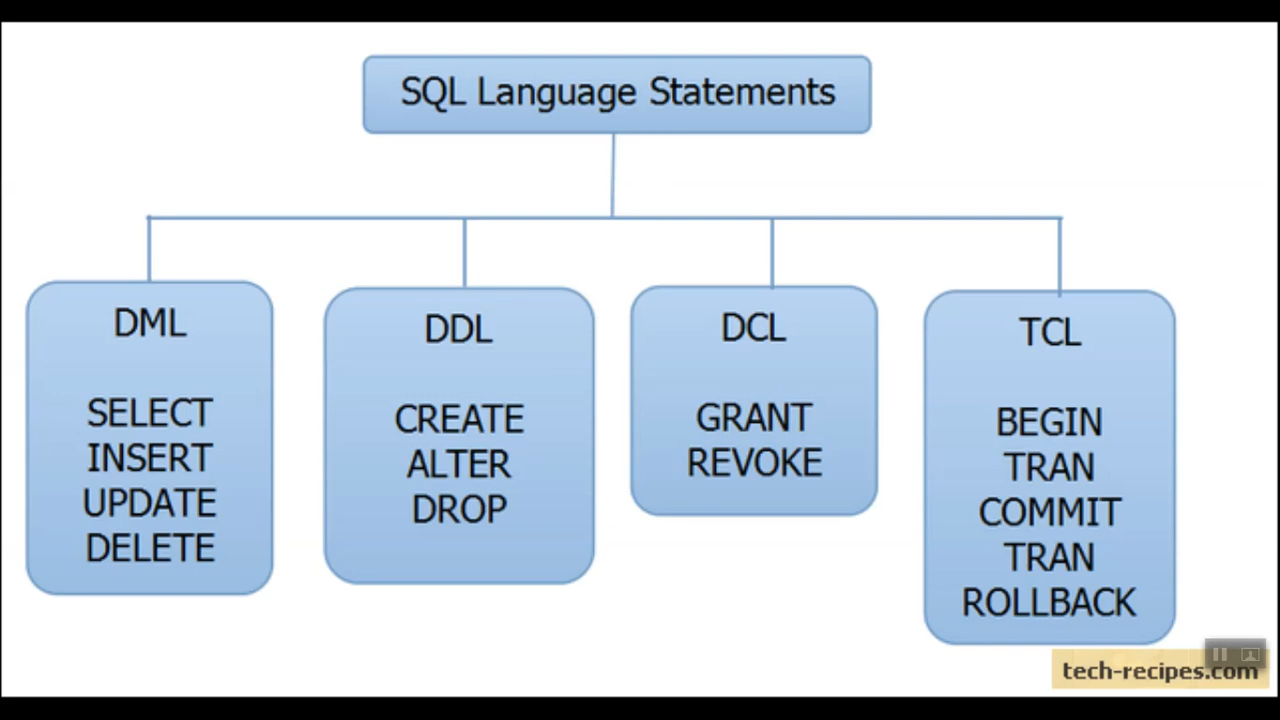 SQL Language Statements
DML
SELECT
INSERT
UPDATE
DELETE
DDL
CREATE
ALTER
DROP
DCL
GRANT
REVOKE
TCL
BEGIN
TRAN
COMMIT
TRAN
ROLLBACK
tech-recipes.com